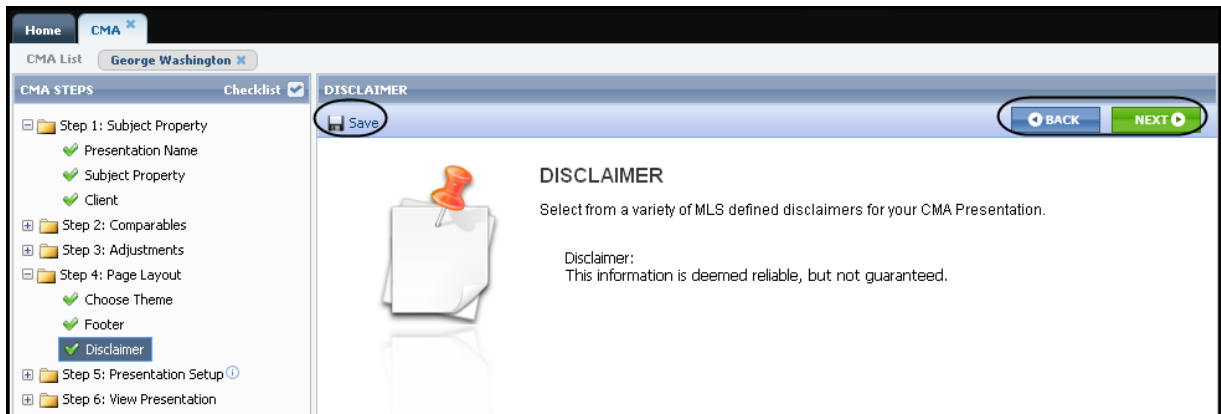 Home CMA
CMA List George Washington
CMA STEPS Checklist
DISCLAIMER
Save
BACK NEXT
Step 1: Subject Property
Presentation Name
Subject Property
Client
Step 2: Comparables
Step 3: Adjustments
Step 4: Page Layout
Choose Theme
Footer
Disclaimer
Step 5: Presentation Setup
Step 6: View Presentation
DISCLAIMER
Select from a variety of MLS defined disclaimers for your CMA Presentation.
Disclaimer:
This information is deemed reliable, but not guaranteed.